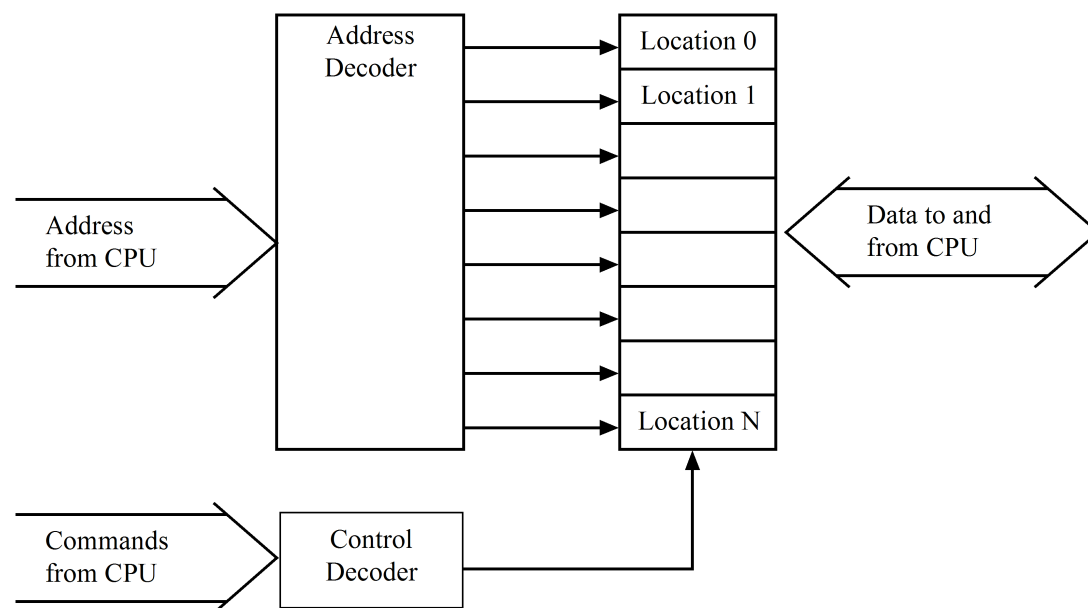 Address
Decoder
Location 0
Location 1
Address
from CPU
Data to and
from CPU
Location N
Commands
from CPU
Control
Decoder